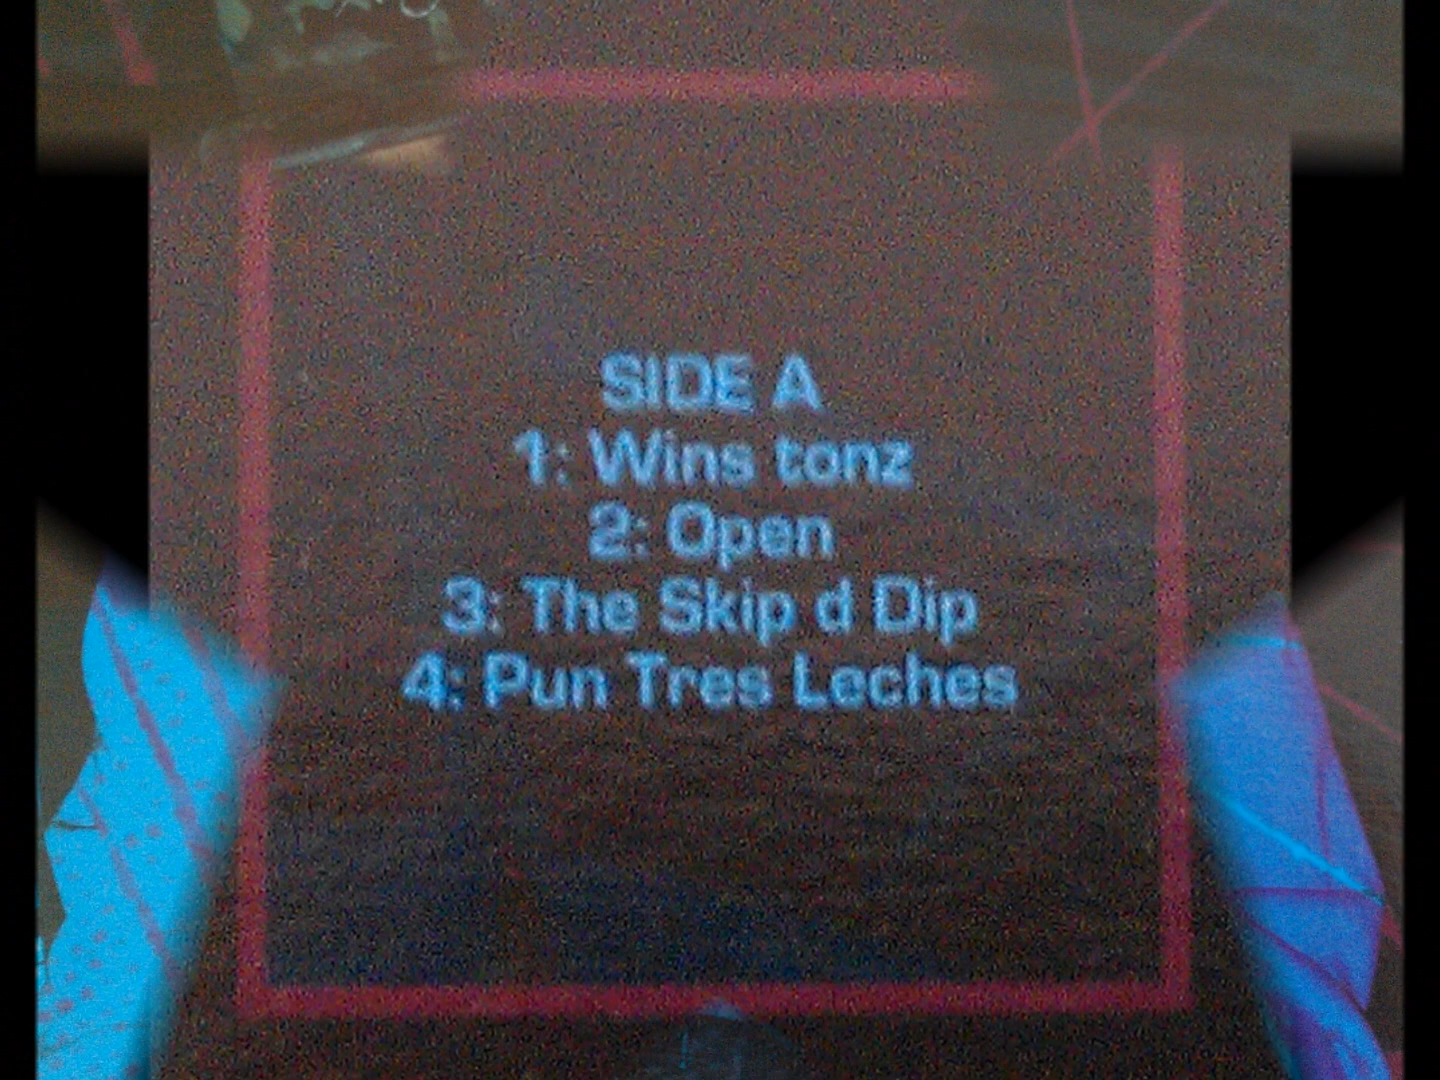 SIDE A
1: Wins tonz
2: Open
3: The Skip d Dip
4: Pun Tres Leches